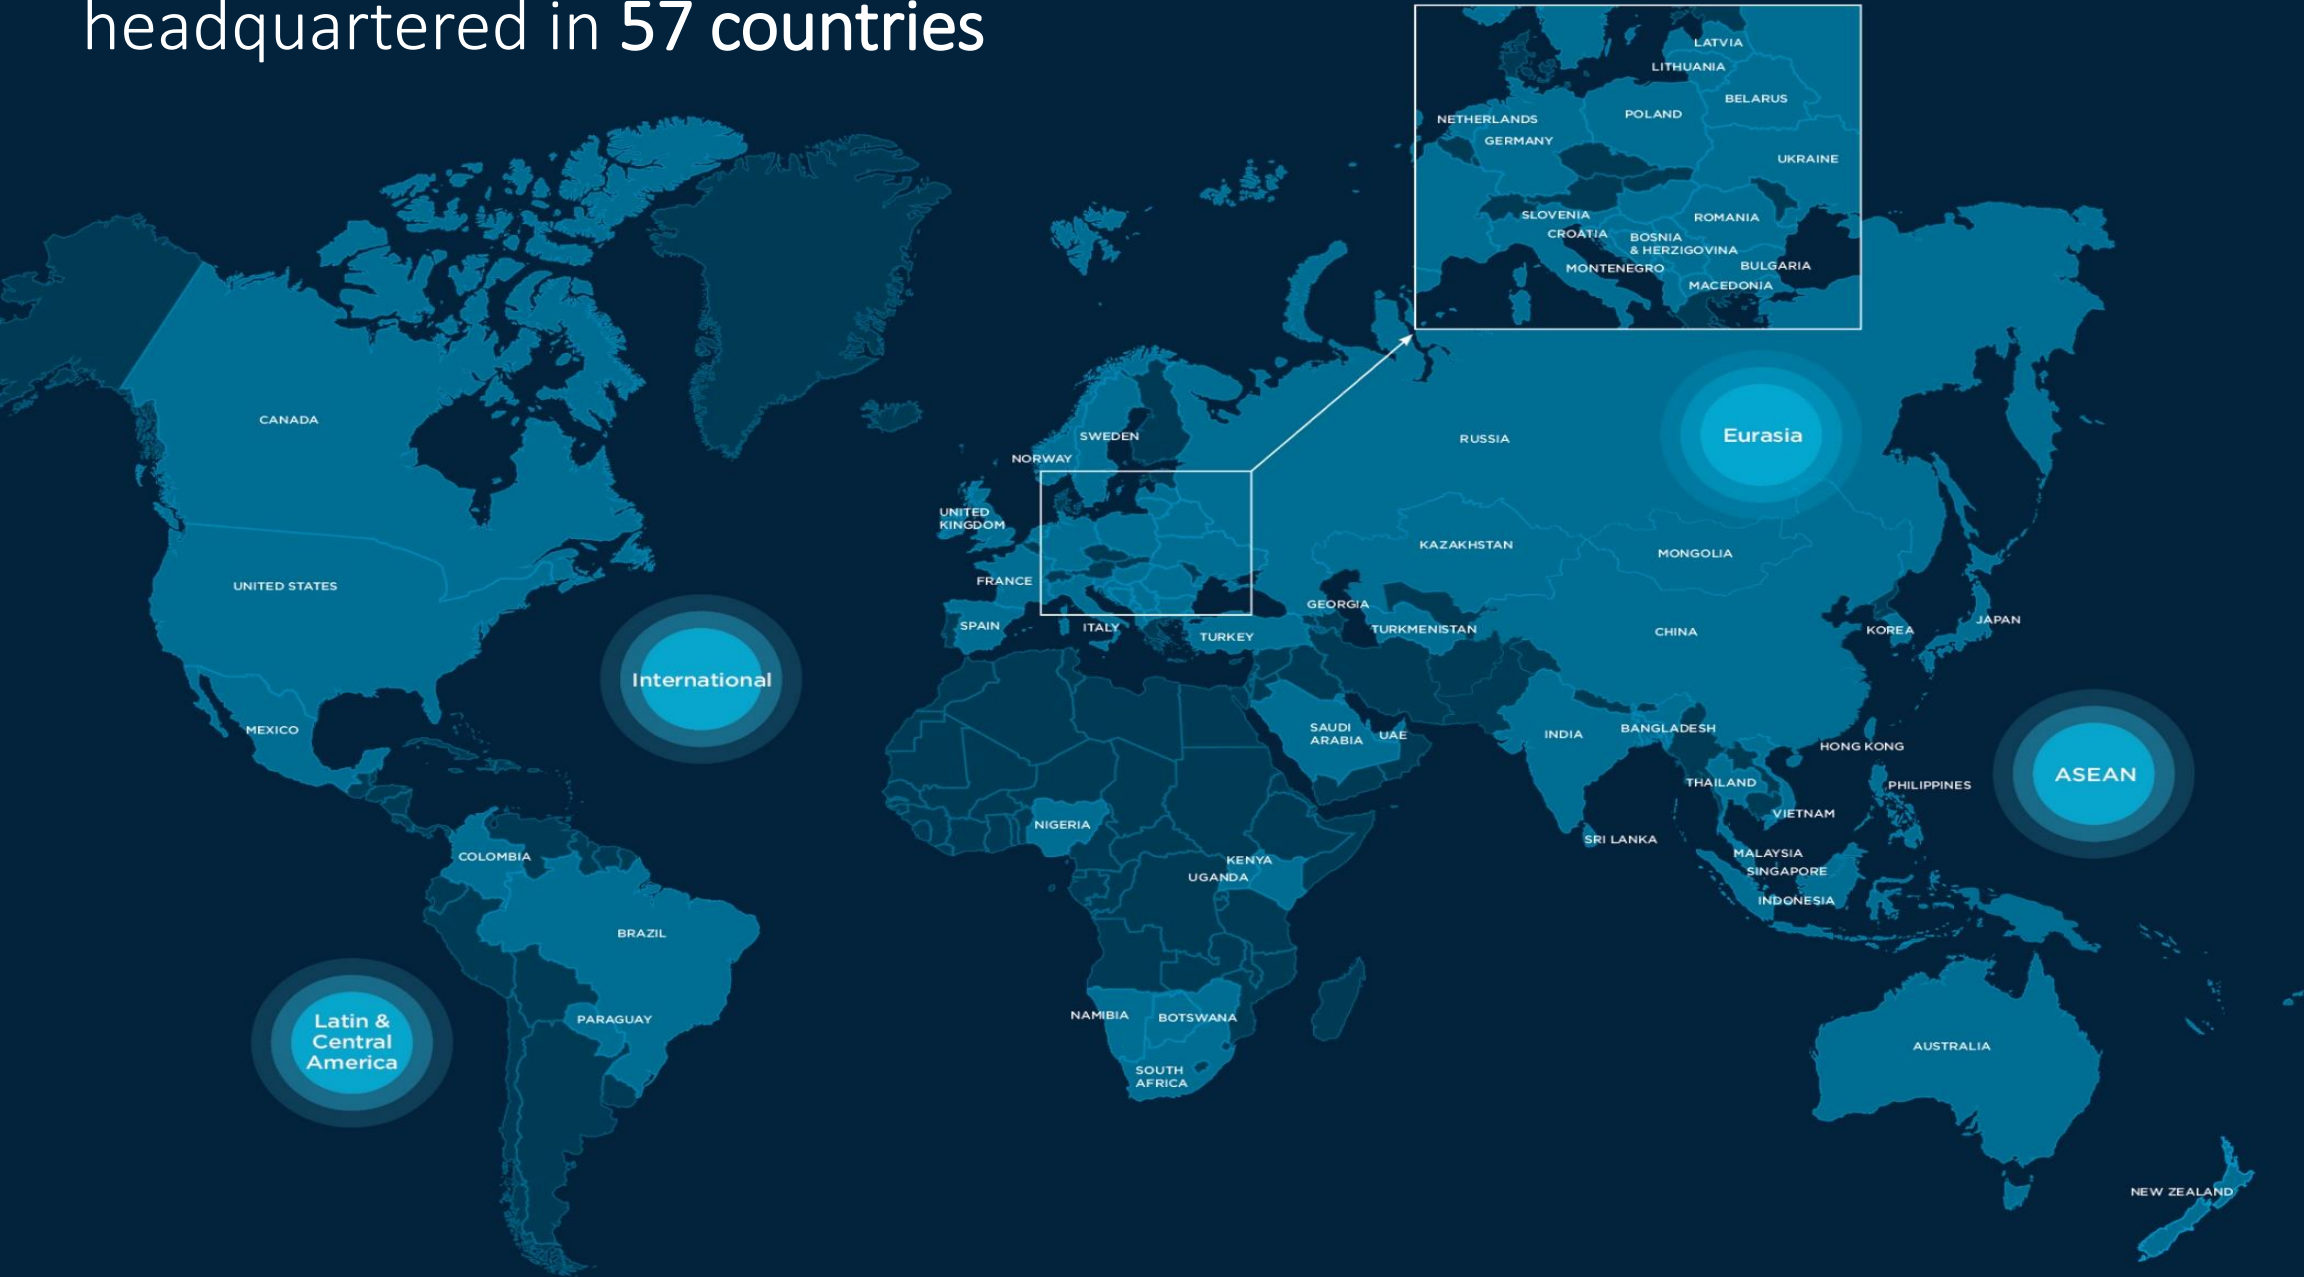 headquartered in 57 countries
LATVIA
LITHUANIA
BELARUS
POLAND
NETHERLANDS
GERMANY
UKRAINE
SLOVENIA
ROMANIA
CROATIA
BOSNIA
& HERZIGOVINA
MONTENEGRO
BULGARIA
MACEDONIA
CANADA
UNITED STATES
MEXICO
International
COLOMBIA
BRAZIL
PARAGUAY
Latin &
Central
America
SWEDEN
NORWAY
UNITED
KINGDOM
FRANCE
SPAIN
ITALY
TURKEY
RUSSIA
Eurasia
KAZAKHSTAN
MONGOLIA
GEORGIA
TURKMENISTAN
CHINA
KOREA
JAPAN
SAUDI
ARABIA
UAE
INDIA
BANGLADESH
HONG KONG
THAILAND
PHILIPPINES
ASEAN
VIETNAM
SRI LANKA
MALAYSIA
SINGAPORE
INDONESIA
NIGERIA
KENYA
UGANDA
NAMIBIA
BOTSWANA
SOUTH
AFRICA
AUSTRALIA
NEW ZEALAND